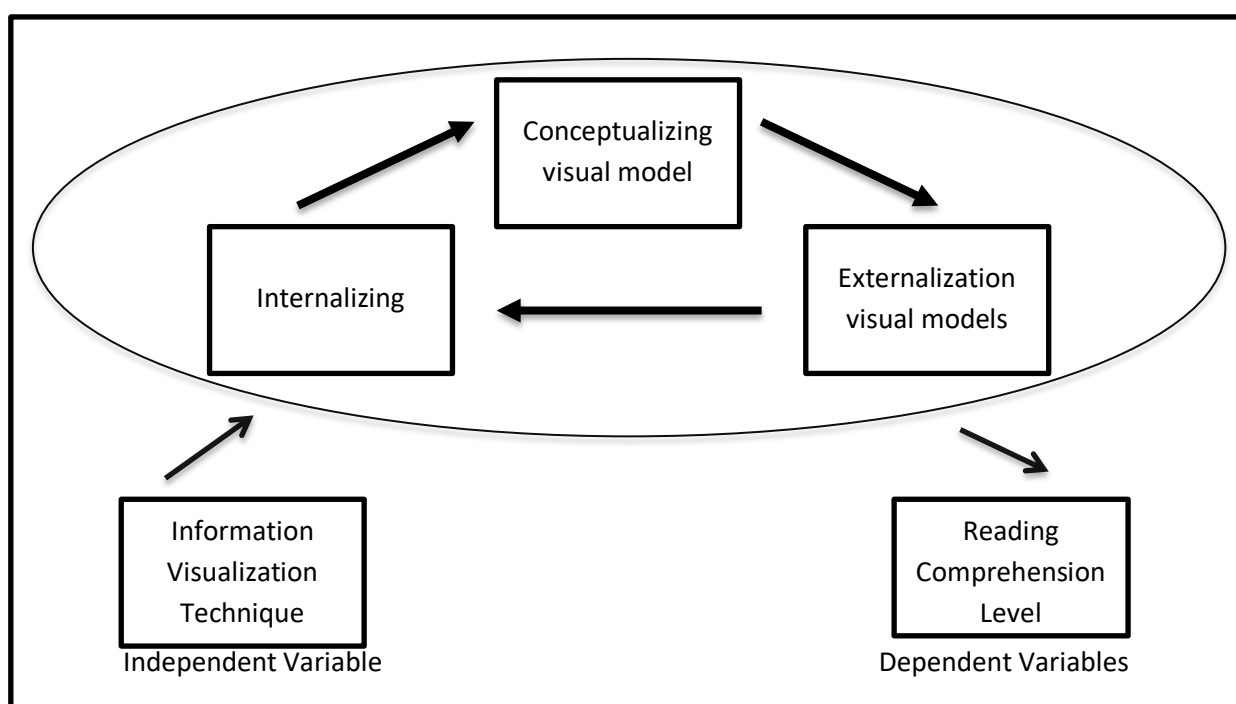 Conceptualizing
visual model
Internalizing
Externalization
visual models
Information
Visualization
Technique
Independent Variable
Reading
Comprehension
Level
Dependent Variables